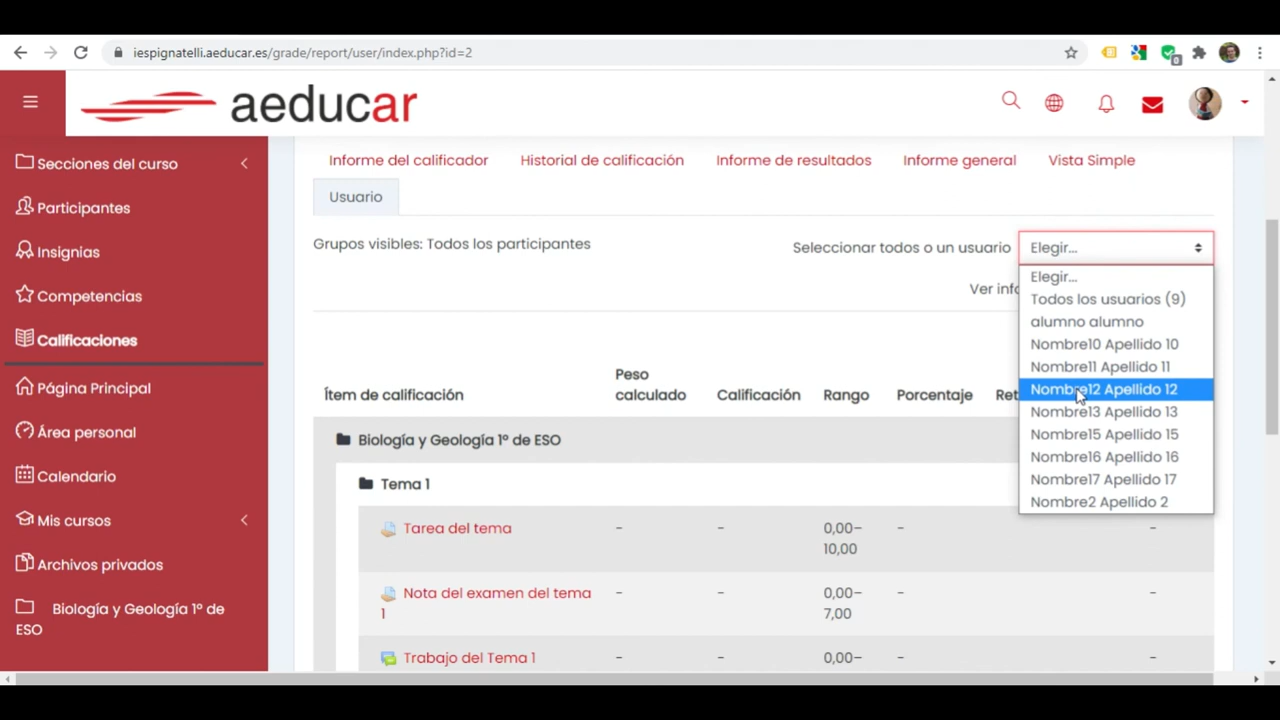 iespignatelli.aeducar.es/grade/report/user/index.php?id=2
0
aeducar
Secciones del curso
Participantes
Insignias
Competencias
Calificaciones
Página Principal
Área personal
Calendario
Mis cursos
Archivos privados
Biología y Geología 1º de
ESO
Informe del calificador Historial de calificación Informe de resultados Informe general Vista Simple
Usuario
Grupos visibles: Todos los participantes
Seleccionar todos o un usuario Elegir...
Elegir...
Todos los usuarios (9)
alumno alumno
Nombre10 Apellido 10
Nombre11 Apellido 11
Nombre12 Apellido 12
Nombre13 Apellido 13
Nombre15 Apellido 15
Nombre16 Apellido 16
Nombre17 Apellido 17
Nombre2 Apellido 2
Ver
Ítem de calificación Peso calculado Calificación Rango Porcentaje
Biología y Geología 1º de ESO
Tema 1
Tarea del tema - - 0,00– - -
10,00
Nota del examen del tema - - 0,00– - -
1 7,00
Trabajo del Tema 1 - - 0,00– - -